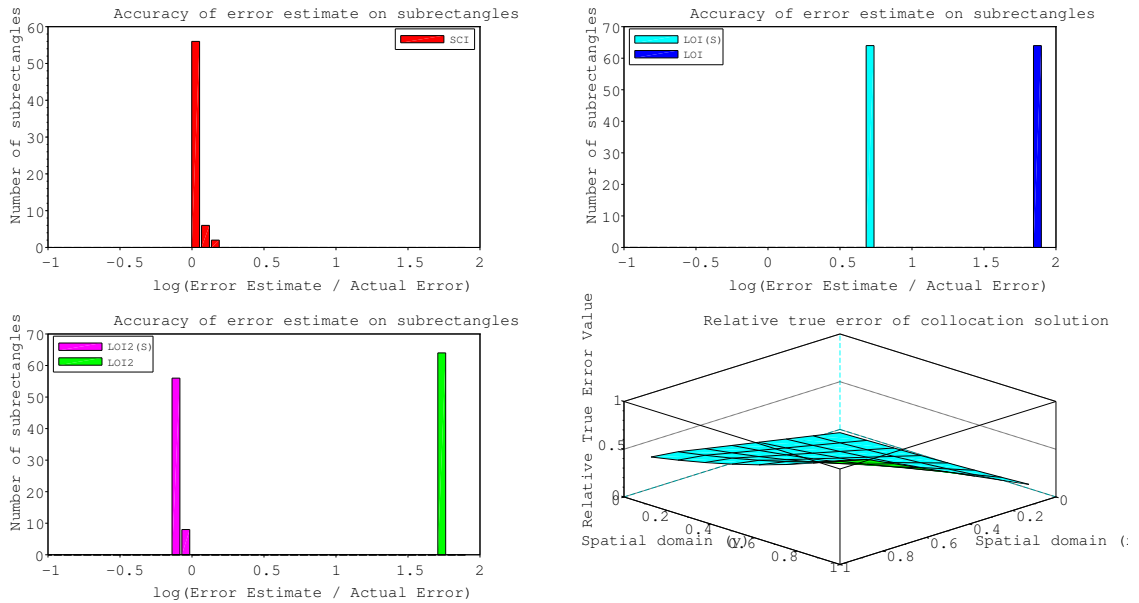 Accuracy of error estimate on subrectangles
Number of subrectangles
60
50
40
30
20
10
0
SCI
−1 −0.5 0 0.5 1 1.5 2
log(Error Estimate / Actual Error)
Accuracy of error estimate on subrectangles
Number of subrectangles
70
60
50
40
30
20
10
0
LOI(S)
LOI
−1 −0.5 0 0.5 1 1.5 2
log(Error Estimate / Actual Error)
Accuracy of error estimate on subrectangles
Number of subrectangles
70
60
50
40
30
20
10
0
LOI2(S)
LOI2
−1 −0.5 0 0.5 1 1.5 2
log(Error Estimate / Actual Error)
Relative true error of collocation solution
Relative True Error Value
1
0.5
0
0.2 0.4 0.6 0.8 1
Spatial domain (y)
0 0.2 0.4 0.6 0.8 1
Spatial domain (